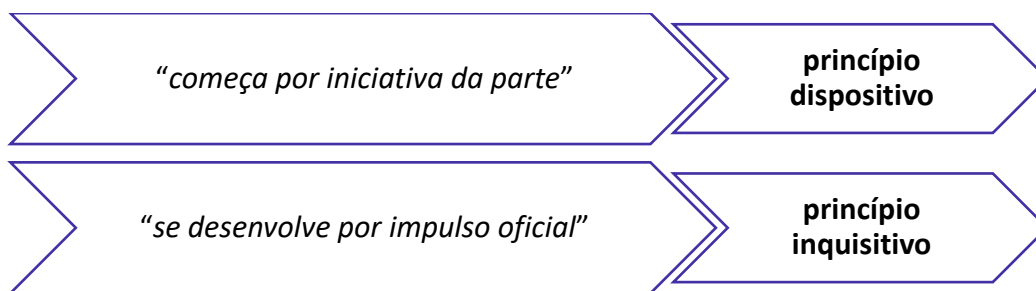 “começa por iniciativa da parte”
princípio
dispositivo
“se desenvolve por impulso oficial”
princípio
inquisitivo